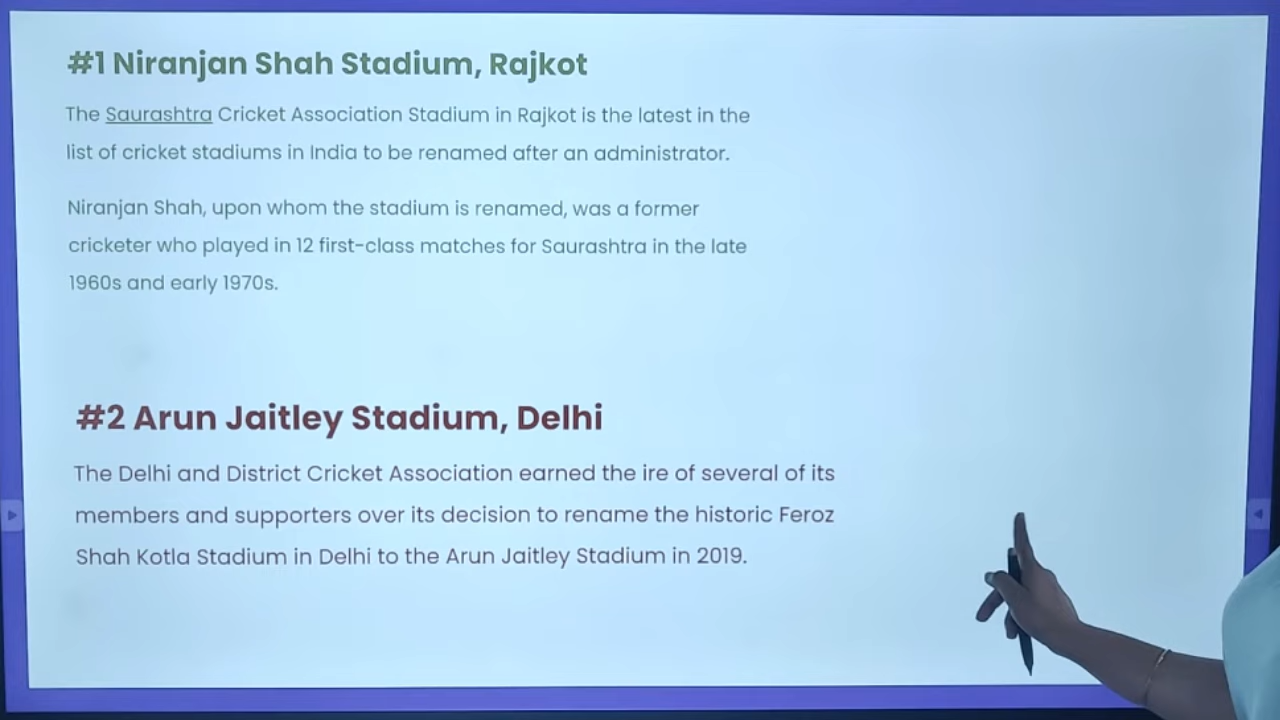 #1 Niranjan Shah Stadium, Rajkot
The Saurashtra Cricket Association Stadium in Rajkot is the latest in the
list of cricket stadiums in India to be renamed after an administrator.
Niranjan Shah, upon whom the stadium is renamed, was a former
cricketer who played in 12 first-class matches for Saurashtra in the late
1960s and early 1970s.
#2 Arun Jaitley Stadium, Delhi
The Delhi and District Cricket Association earned the ire of several of its
members and supporters over its decision to rename the historic Feroz
Shah Kotla Stadium in Delhi to the Arun Jaitley Stadium in 2019.